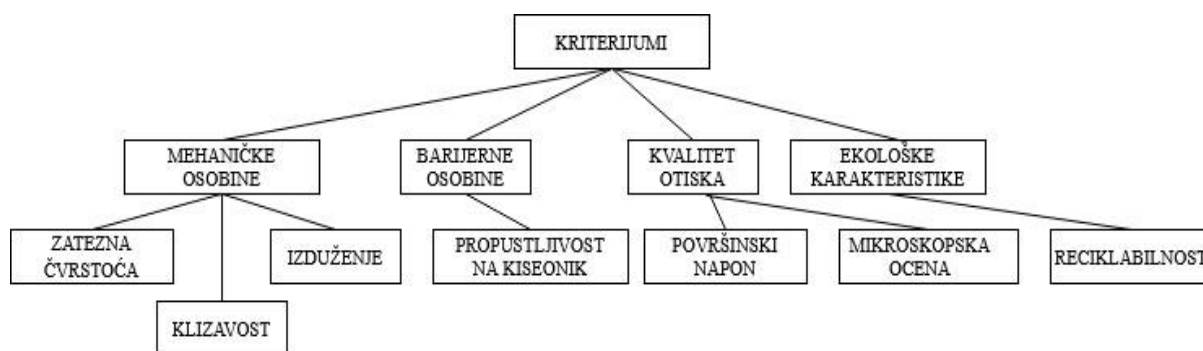 KRITERIJUMI
MEHANIČKE
OSOBINE
BARIJERNE
OSOBINE
KVALITET
OTISKA
EKOLOŠKE
KARAKTERISTIKE
ZATEZNA
ČVRSTOĆA
IZDUŽENJE
PROPUSTLJIVOST
NA KISEONIK
POVRŠINSKI
NAPON
MIKROSKOPSKA
OCENA
RECIKLABILNOST
KLIZAVOST